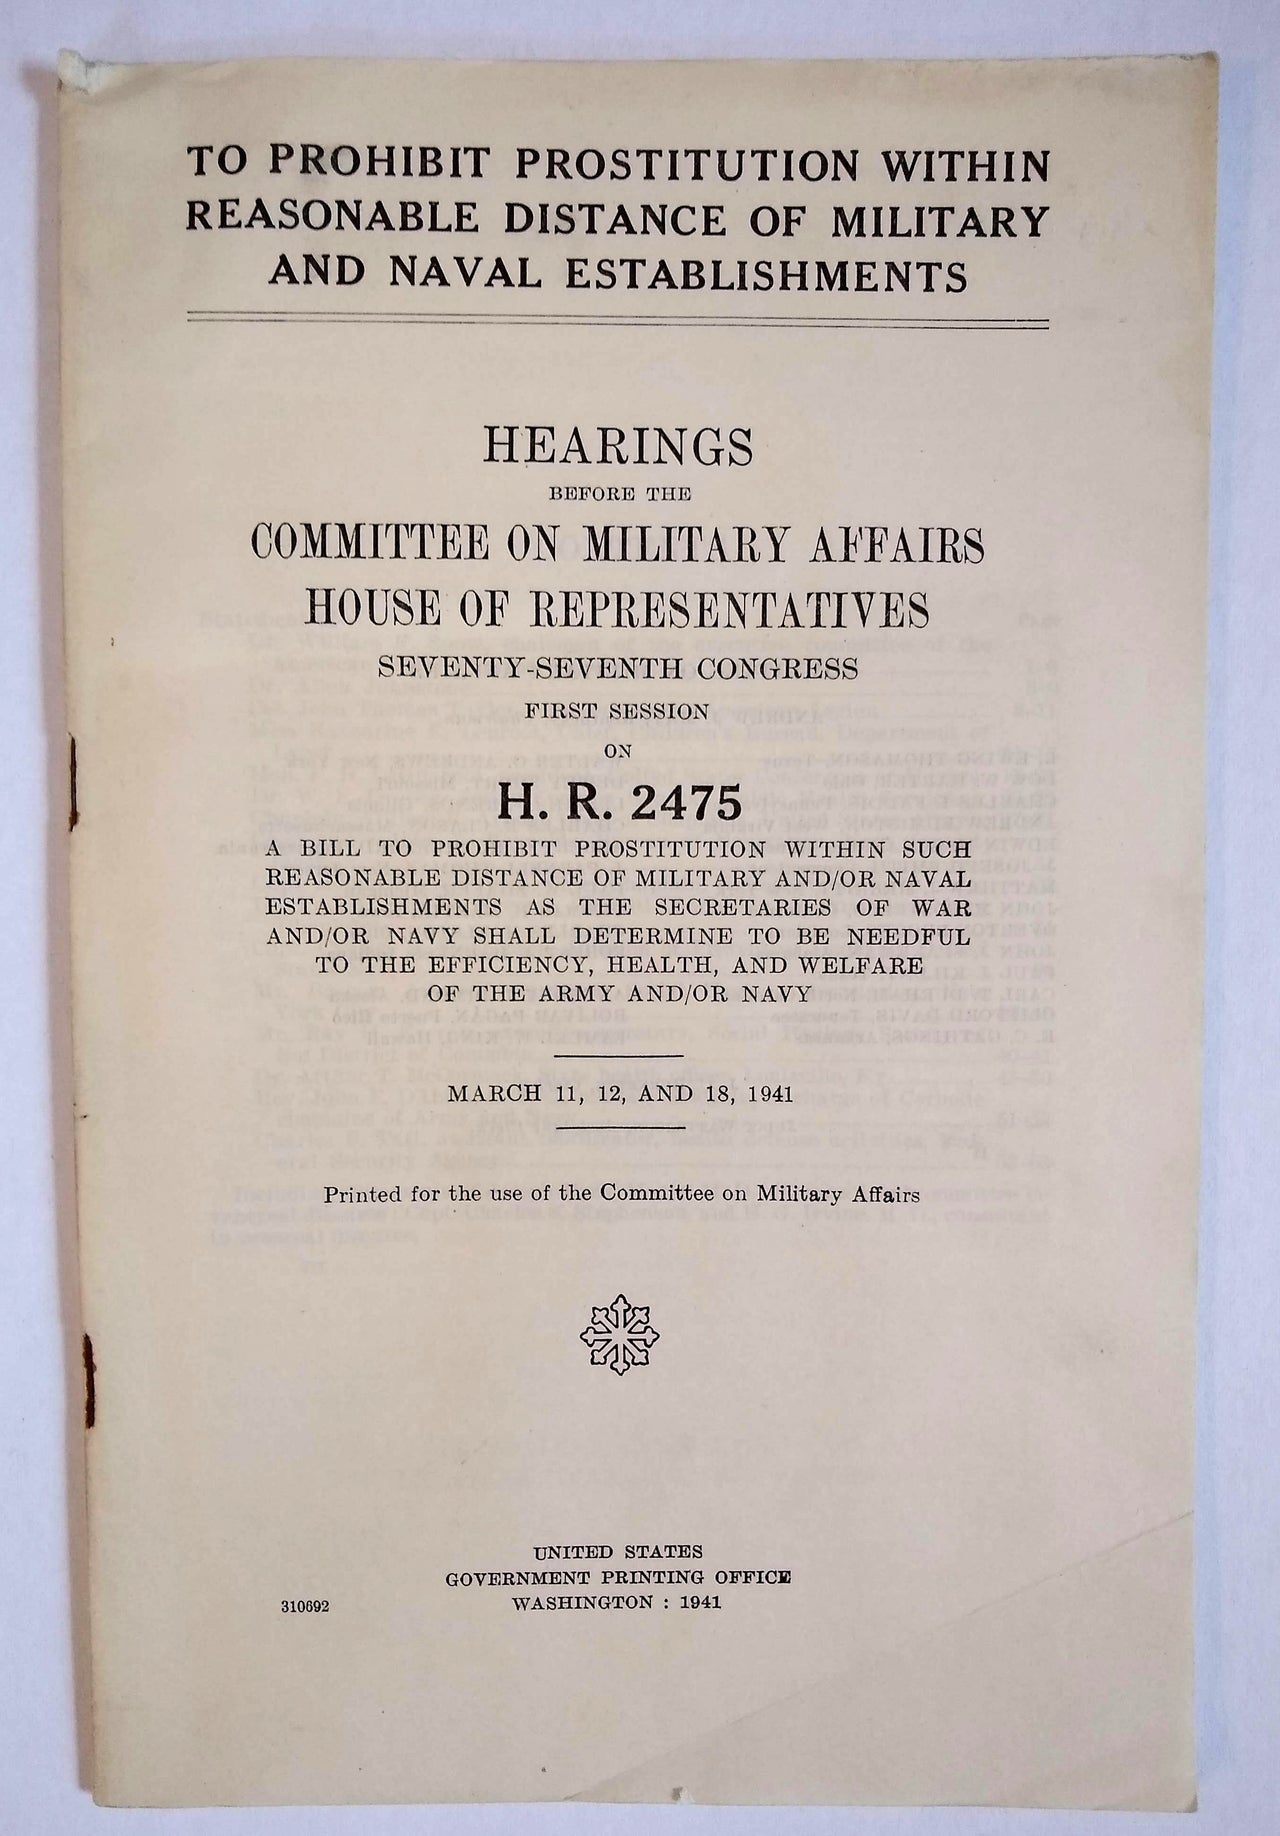 TO PROHIBIT PROSTITUTION WITHIN
REASONABLE DISTANCE OF MILITARY
AND NAVAL ESTABLISHMENTS
HEARINGS
BEFORE THE
COMMITTEE ON MILITARY AFFAIRS
HOUSE OF REPRESENTATIVES
SEVENTY-SEVENTH CONGRESS
FIRST SESSION
ON
H. R. 2475
A BILL TO PROHIBIT PROSTITUTION WITHIN SUCH
REASONABLE DISTANCE OF MILITARY AND/OR NAVAL
ESTABLISHMENTS AS THE SECRETARIES OF WAR
AND/OR NAVY SHALL DETERMINE TO BE NEEDFUL
TO THE EFFICIENCY, HEALTH, AND WELFARE
OF THE ARMY AND/OR NAVY
MARCH 11, 12, AND 18, 1941
Printed for the use of the Committee on Military Affairs
UNITED STATES
GOVERNMENT PRINTING OFFICE
310692 WASHINGTON : 1941